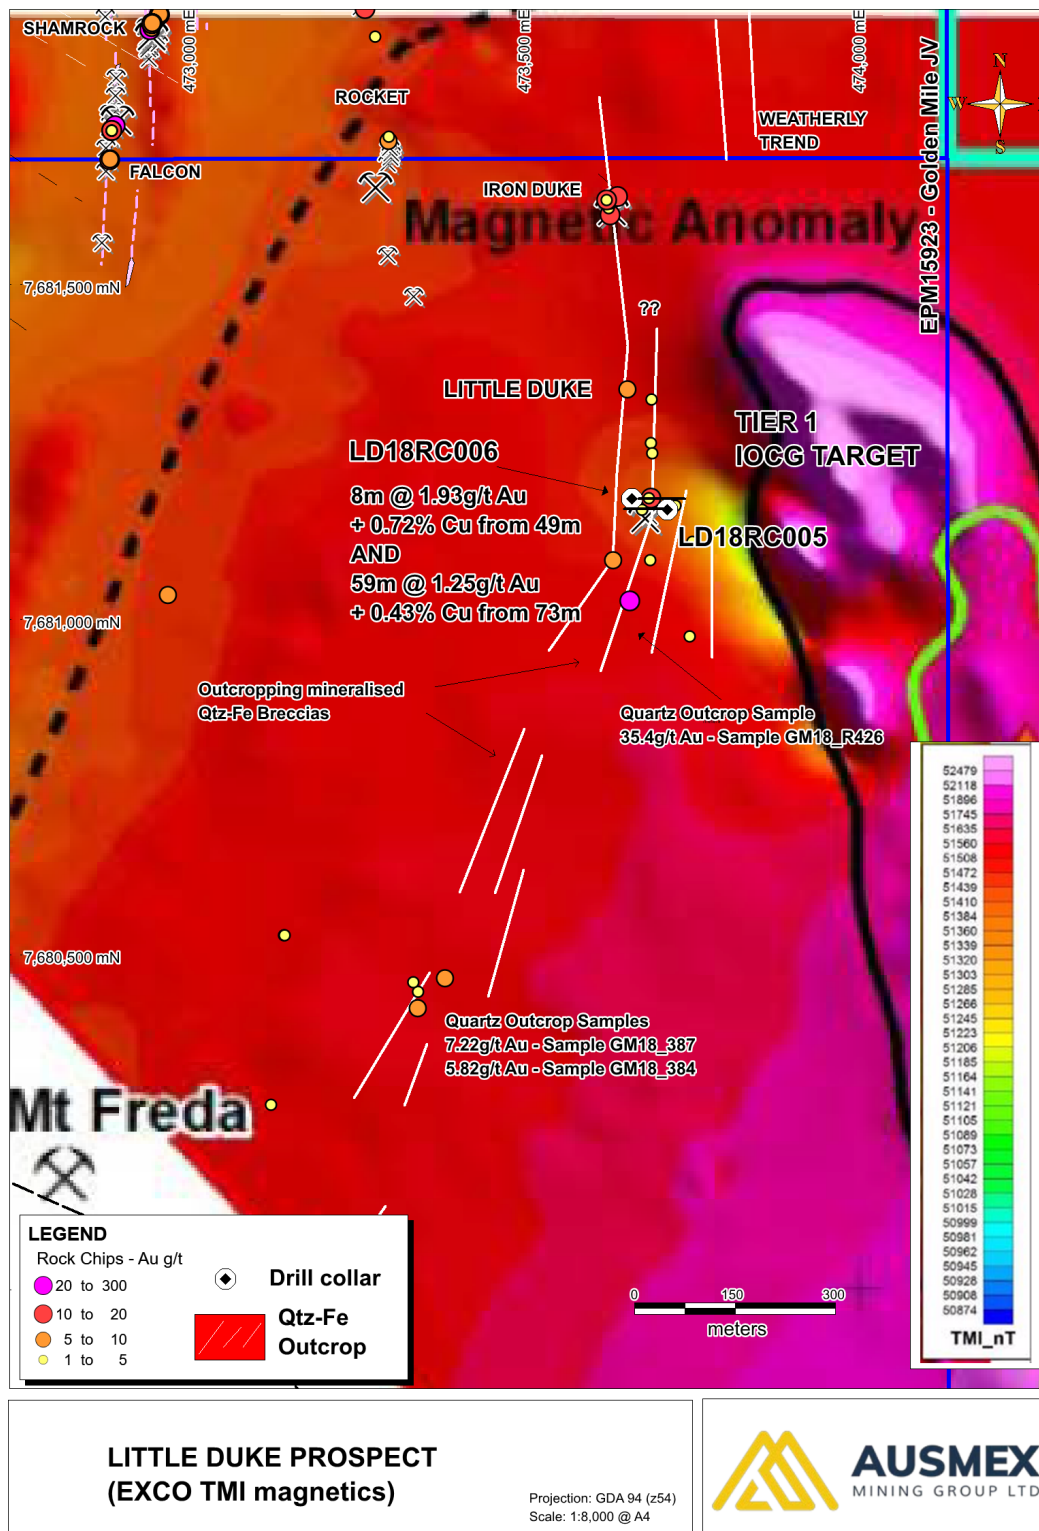 SHAMROCK
473,000 mE
473,500 mE
474,000 mE
EPM15923 - Golden Mile JV
N
W
S
ROCKET
WEATHERLY
TREND
FALCON
IRON DUKE
Magnetic Anomaly
7,681,500 mN
??
LITTLE DUKE
TIER 1
IOCG TARGET
LD18RC006
8m @ 1.93g/t Au
+ 0.72% Cu from 49m
AND
59m @ 1.25g/t Au
+ 0.43% Cu from 73m
LD18RC005
7,681,000 mN
Outcropping mineralised
Qtz-Fe Breccias
Quartz Outcrop Sample
35.4g/t Au - Sample GM18_R426
52479
52118
51896
51745
51635
51560
51508
51472
51439
51410
51384
51360
51339
51320
51303
51285
51266
51245
51223
51206
51185
51164
51141
51121
51105
51089
51073
51057
51042
51028
51015
50999
50981
50962
50945
50928
50908
50874
TMI_nT
7,680,500 mN
Quartz Outcrop Samples
7.22g/t Au - Sample GM18_387
5.82g/t Au - Sample GM18_384
Mt Freda
LEGEND
Rock Chips - Au g/t
20 to 300
10 to 20
5 to 10
1 to 5
Drill collar
Qtz-Fe
Outcrop
0 150 300
meters
LITTLE DUKE PROSPECT
(EXCO TMI magnetics)
Projection: GDA 94 (z54)
Scale: 1:8,000 @ A4
AUSMEX
MINING GROUP LTD